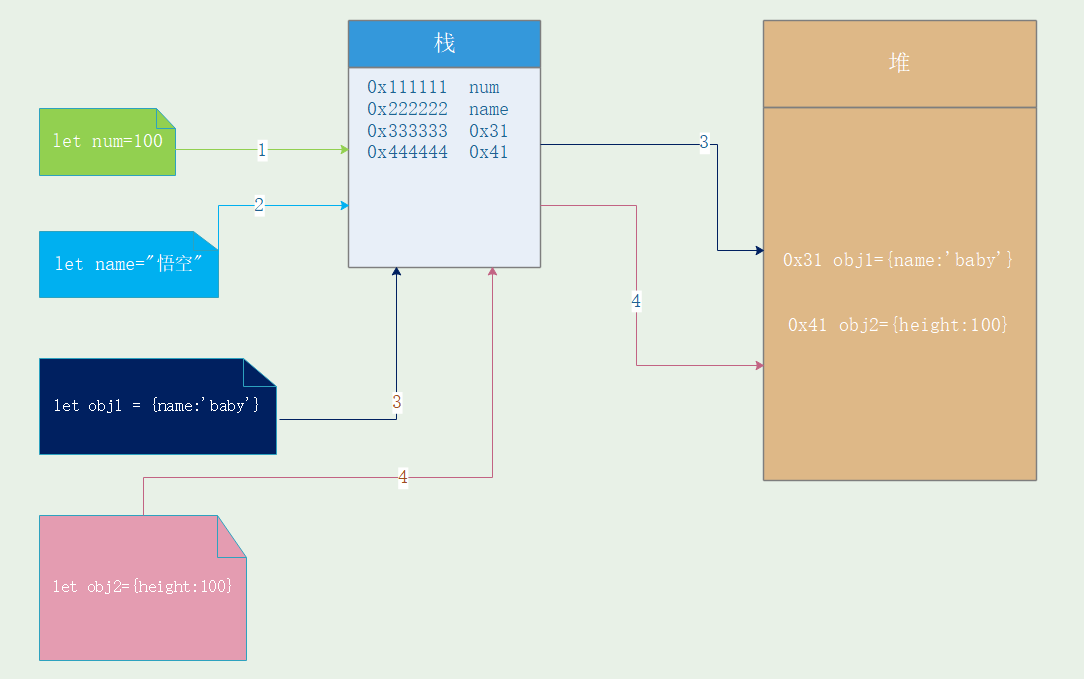 栈
堆
0x111111 num
0x222222 name
0x333333 0x31
0x444444 0x41
let num=100
1
3
2
let name="悟空"
0x31 obj1={name:'baby'}
4
0x41 obj2={height:100}
let obj1 = {name:'baby'}
3
4
let obj2={height:100}